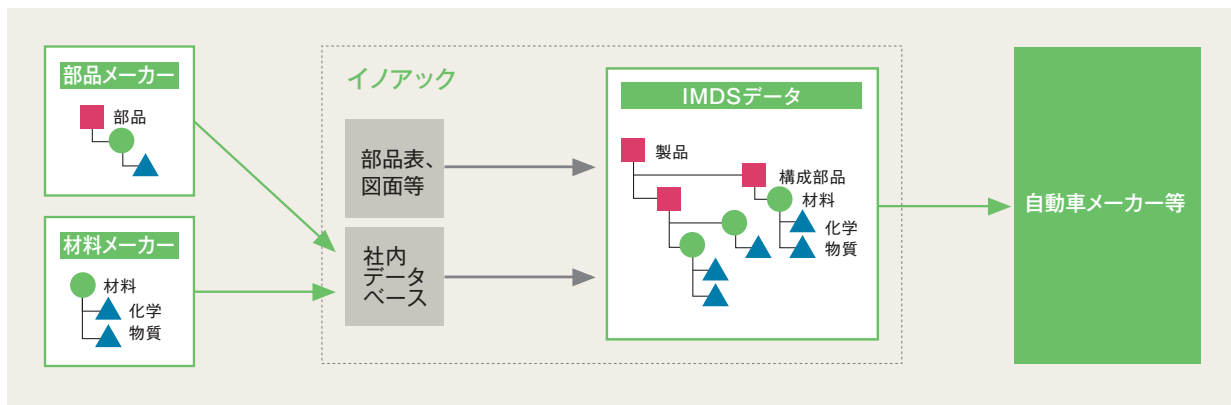 部品メーカー
部品
材料メーカー
材料
化学
物質
イノアック
部品表、
図面等
社内
データ
ベース
IMDSデータ
製品
構成部品
材料
化学
物質
自動車メーカー等